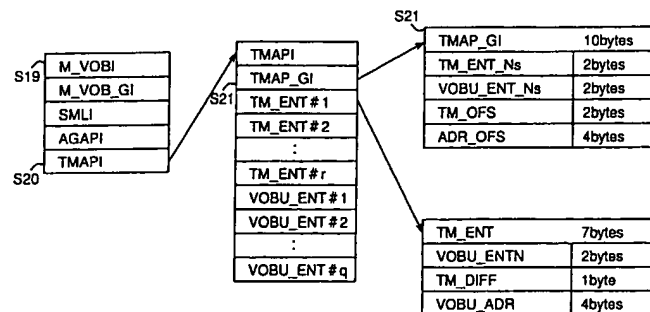 S19
M_VOBI
M_VOB_GI
SMLI
AGAPI
TMAPI
S20
TMAPI
TMAP_GI
S21
TM_ENT#1
TM_ENT#2
:
TM_ENT#r
VOBU_ENT#1
VOBU_ENT#2
:
VOBU_ENT#q
S21
TMAP_GI 10bytes
TM_ENT_Ns 2bytes
VOBU_ENT_Ns 2bytes
TM_OFS 2bytes
ADR_OFS 4bytes
TM_ENT 7bytes
VOBU_ENTN 2bytes
TM_DIFF 1byte
VOBU_ADR 4bytes